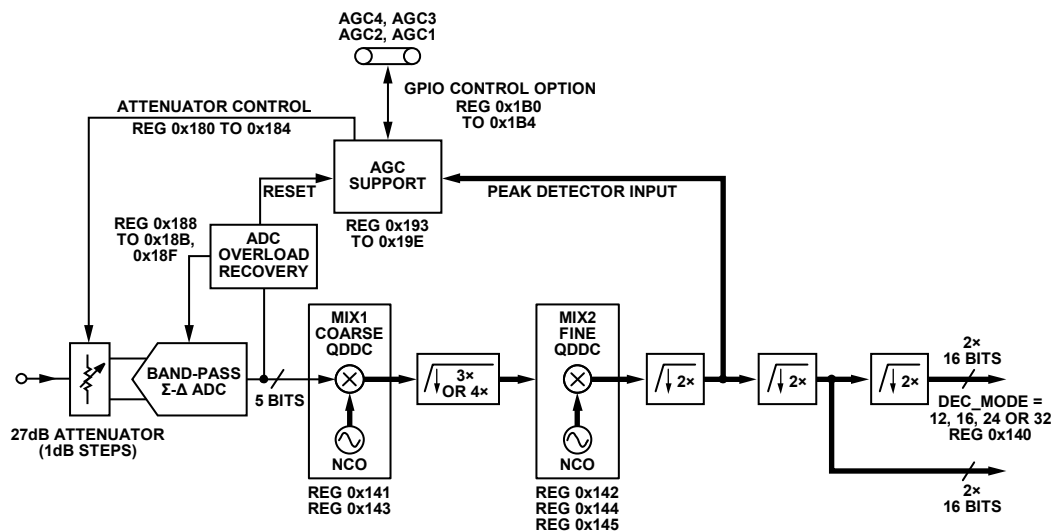 AGC4, AGC3
AGC2, AGC1
GPIO CONTROL OPTION
REG 0x1B0
TO 0x1B4
ATTENUATOR CONTROL
REG 0x180 TO 0x184
AGC
SUPPORT
RESET
PEAK DETECTOR INPUT
REG 0x193
TO 0x19E
REG 0x188
TO 0x18B,
0x18F
ADC
OVERLOAD
RECOVERY
MIX1
COARSE
QDDC
MIX2
FINE
QDDC
BAND-PASS
Σ-Δ ADC
5 BITS
3×
OR 4×
2×
2×
2×
2×
16 BITS
DEC_MODE =
12, 16, 24 OR 32
REG 0x140
27dB ATTENUATOR
(1dB STEPS)
NCO
NCO
REG 0x141
REG 0x143
REG 0x142
REG 0x144
REG 0x145
2×
16 BITS